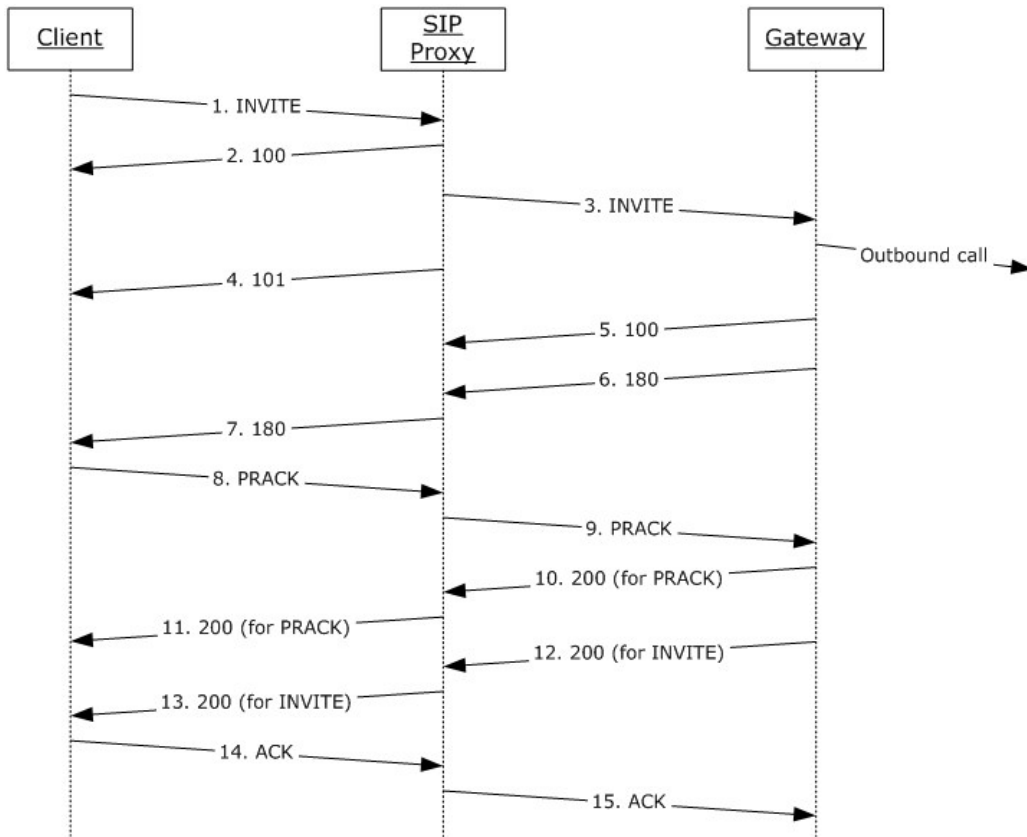 Client
SIP
Proxy
Gateway
1. INVITE
2. 100
3. INVITE
Outbound call
4. 101
5. 100
6. 180
7. 180
8. PRACK
9. PRACK
10. 200 (for PRACK)
11. 200 (for PRACK)
12. 200 (for INVITE)
13. 200 (for INVITE)
14. ACK
15. ACK